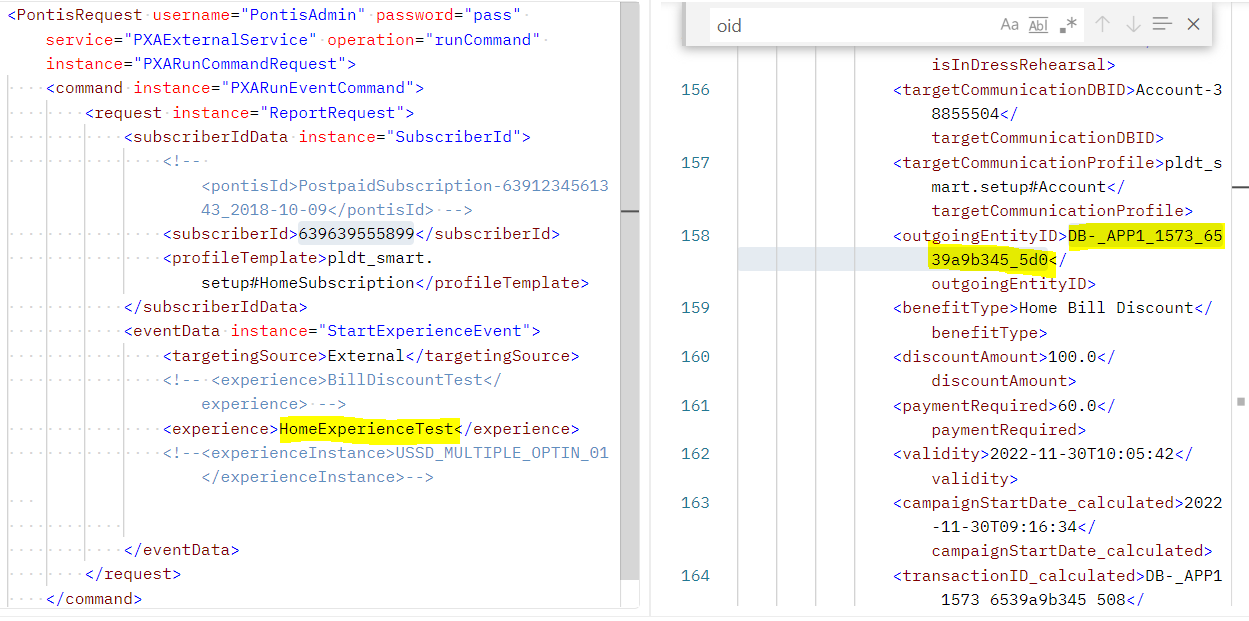 <PontisRequest username="PontisAdmin" password="pass"
service="PXAExternalService" operation="runCommand"
instance="PXARunCommandRequest">
<command instance="PXARunEventCommand">
<request instance="ReportRequest">
<subscriberIdData instance="SubscriberId">
<!--
<pontisId>PostpaidSubscription-63912345613
43_2018-10-09</pontisId> -->
<subscriberId>639639555899</subscriberId>
<profileTemplate>pldt_smart.
setup#HomeSubscription</profileTemplate>
</subscriberIdData>
<eventData instance="StartExperienceEvent">
<targetingSource>External</targetingSource>
<!-- <experience>BillDiscountTest</
experience> -->
<experience>HomeExperienceTest</experience>
<!--<experienceInstance>USSD_MULTIPLE_OPTIN_01
</experienceInstance>-->
</eventData>
</request>
</command>
oid
Aa Abl .*
isInDressRehearsal>
156 <targetCommunicationDBID>Account-3
8855504</
targetCommunicationDBID>
157 <targetCommunicationProfile>pldt_s
mart.setup#Account</
targetCommunicationProfile>
158 <outgoingEntityID>DB-_APP1_1573_65
39a9b345_5d0</
outgoingEntityID>
159 <benefitType>Home Bill Discount</
benefitType>
160 <discountAmount>100.0</
discountAmount>
161 <paymentRequired>60.0</
paymentRequired>
162 <validity>2022-11-30T10:05:42</
validity>
163 <campaignStartDate_calculated>2022
-11-30T09:16:34</
campaignStartDate_calculated>
164 <transactionID_calculated>DB-_APP1
_1573_6539a9b345_508</